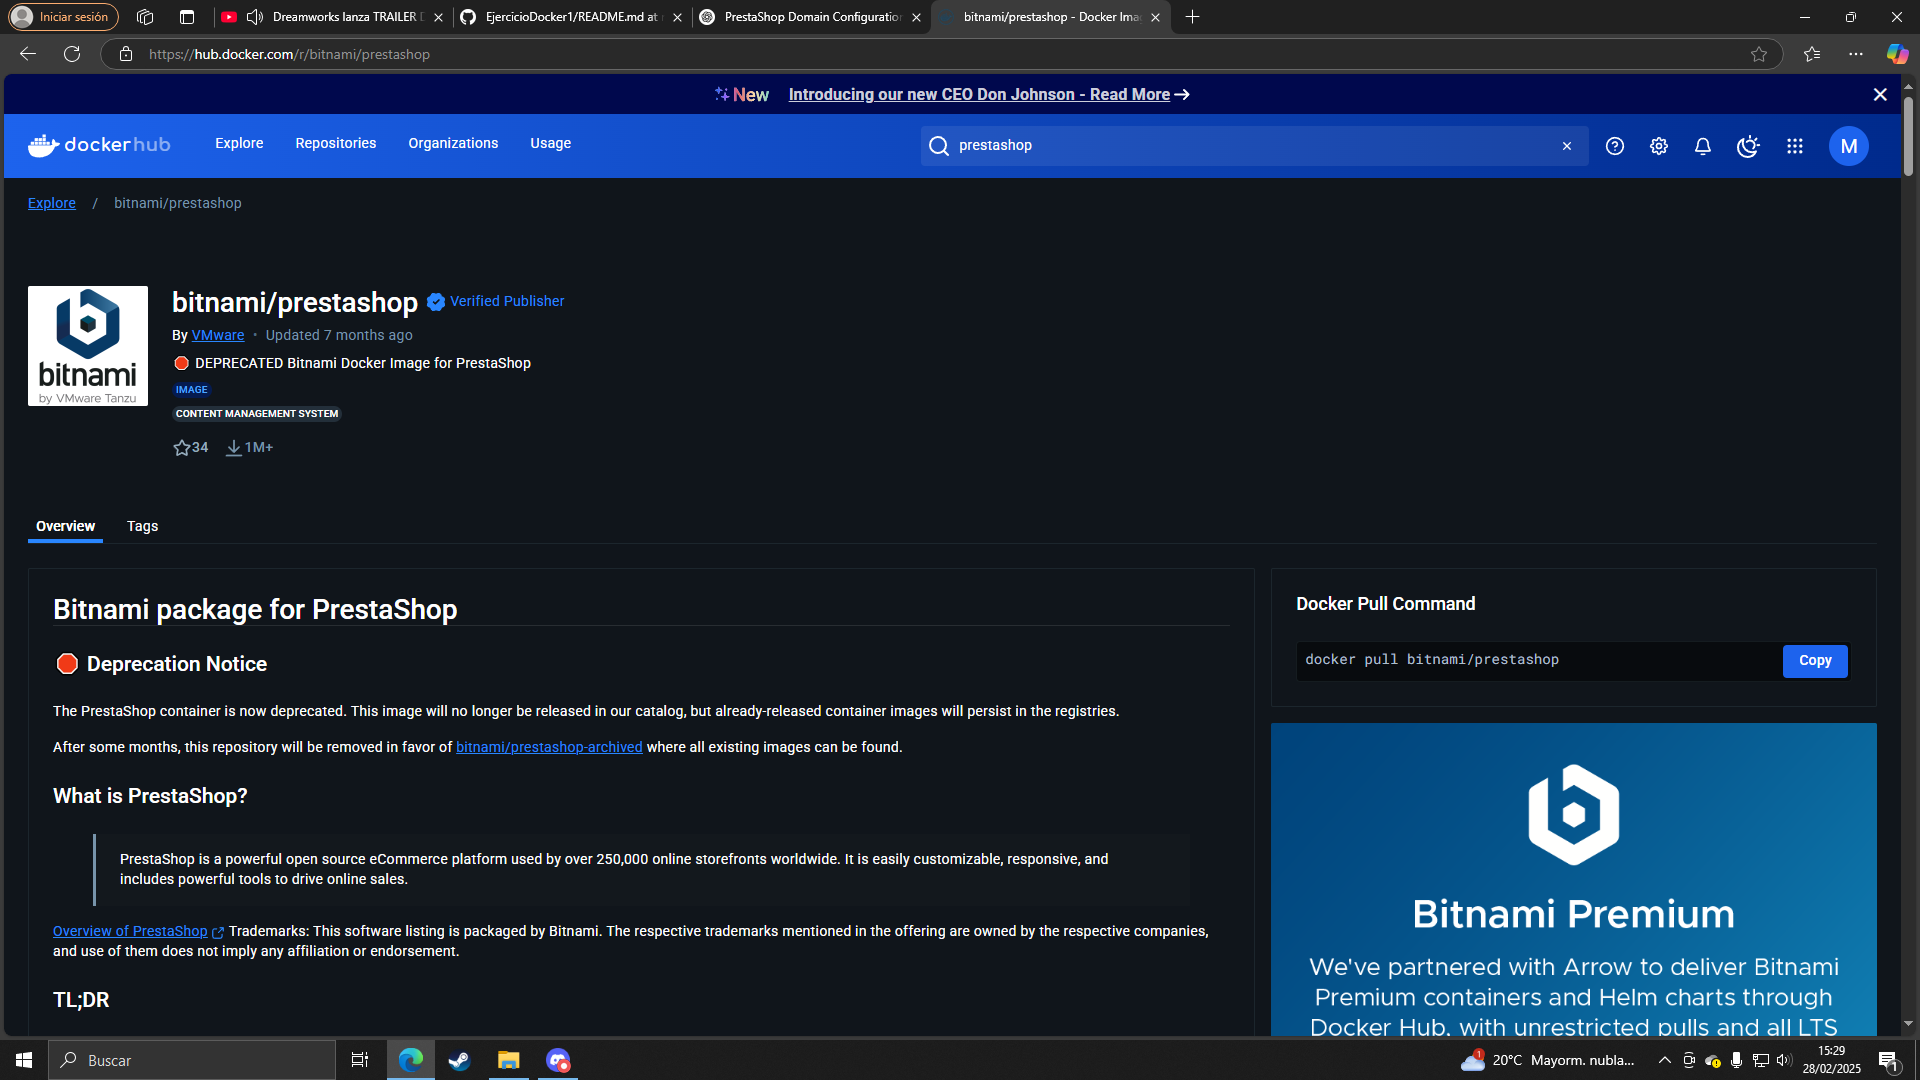 Iniciar sesión
Dreamworks lanza TRAILER D
EjercicioDocker1/README.md at
PrestaShop Domain Configuration
bitnami/prestashop - Docker Ima
https://hub.docker.com/r/bitnami/prestashop
New Introducing our new CEO Don Johnson - Read More →
dockerhub
Explore
Repositories
Organizations
Usage
prestashop
M
Explore / bitnami/prestashop
bitnami
by VMware Tanzu
bitnami/prestashop Verified Publisher
By VMware • Updated 7 months ago
DEPRECATED Bitnami Docker Image for PrestaShop
IMAGE
CONTENT MANAGEMENT SYSTEM
34 1M+
Overview
Tags
Bitnami package for PrestaShop
Deprecation Notice
The PrestaShop container is now deprecated. This image will no longer be released in our catalog, but already-released container images will persist in the registries.
After some months, this repository will be removed in favor of bitnami/prestashop-archived where all existing images can be found.
What is PrestaShop?
PrestaShop is a powerful open source eCommerce platform used by over 250,000 online storefronts worldwide. It is easily customizable, responsive, and
includes powerful tools to drive online sales.
Overview of PrestaShop Trademarks: This software listing is packaged by Bitnami. The respective trademarks mentioned in the offering are owned by the respective companies,
and use of them does not imply any affiliation or endorsement.
TL;DR
Docker Pull Command
docker pull bitnami/prestashop
Copy
Bitnami Premium
We've partnered with Arrow to deliver Bitnami
Premium containers and Helm charts through
Docker Hub, with unrestricted pulls and all LTS
Buscar
1
20°C Mayorm. nubla...
15:29
28/02/2025
1